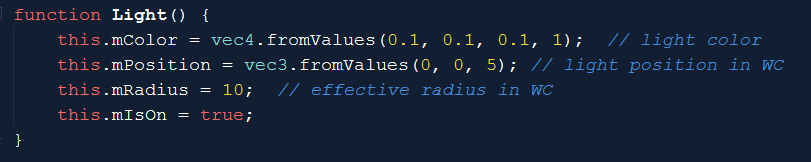 function Light() {
    this.mColor = vec4.fromValues(0.1, 0.1, 0.1, 1);  // light color
    this.mPosition = vec3.fromValues(0, 0, 5); // light position in WC
    this.mRadius = 10;  // effective radius in WC
    this.mIsOn = true;
}